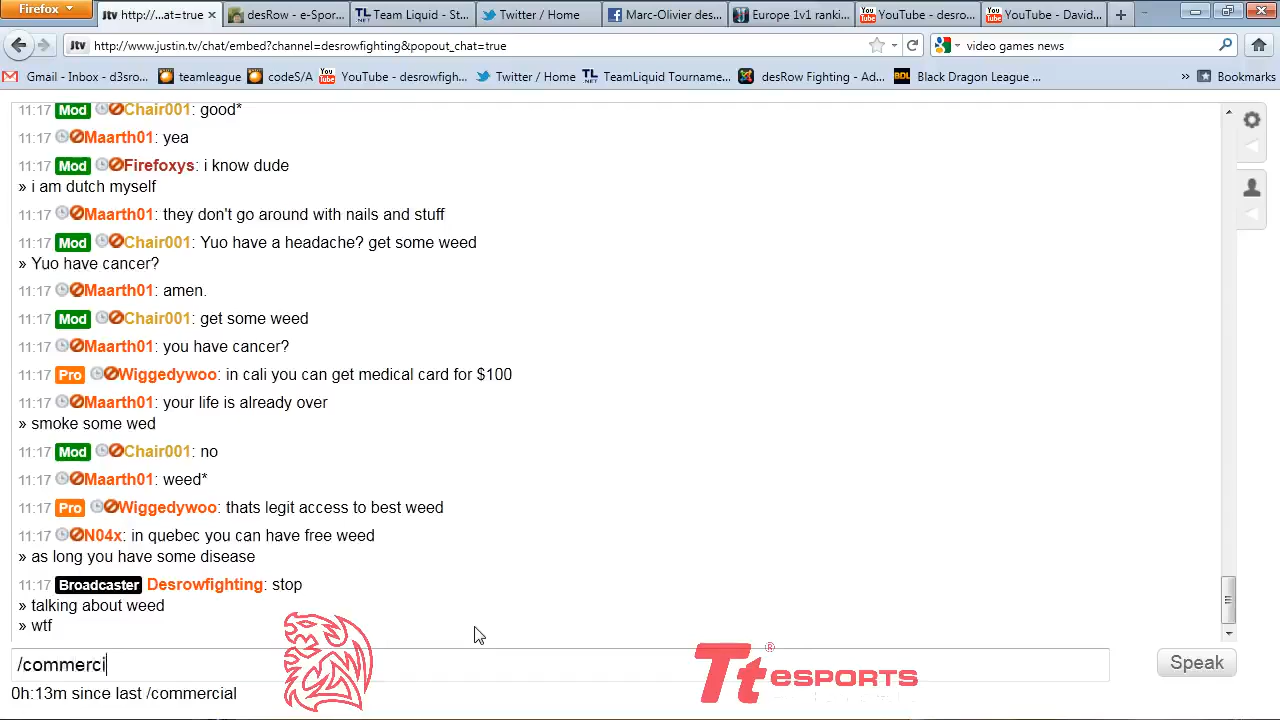 Firefox
http://...at=true ×
desRow - e-Spor...
Team Liquid - St...
Twitter / Home
Marc-Olivier des...
Europe 1v1 ranki...
YouTube - desro...
YouTube - David...
http://www.justin.tv/chat/embed?channel=desrowfighting&popout_chat=true
video games news
Gmail - Inbox - d3sro...
teamleague
codeS/A
YouTube - desrowfigh...
Twitter / Home
TeamLiquid Tourname...
desRow Fighting - Ad...
Black Dragon League...
» Bookmarks
11:17 Mod Chair001: good*
11:17 Maarth01: yea
11:17 Mod Firefoxys: i know dude
» i am dutch myself
11:17 Maarth01: they don't go around with nails and stuff
11:17 Mod Chair001: Yuo have a headache? get some weed
» Yuo have cancer?
11:17 Maarth01: amen.
11:17 Mod Chair001: get some weed
11:17 Maarth01: you have cancer?
11:17 Pro Wiggedywoo: in cali you can get medical card for $100
11:17 Maarth01: your life is already over
» smoke some wed
11:17 Mod Chair001: no
11:17 Maarth01: weed*
11:17 Pro Wiggedywoo: thats legit access to best weed
11:17 N04x: in quebec you can have free weed
» as long you have some disease
11:17 Broadcaster Desrowfighting: stop
» talking about weed
» wtf
/commerci
Speak
0h:13m since last /commercial
Tt eSPORTS ®